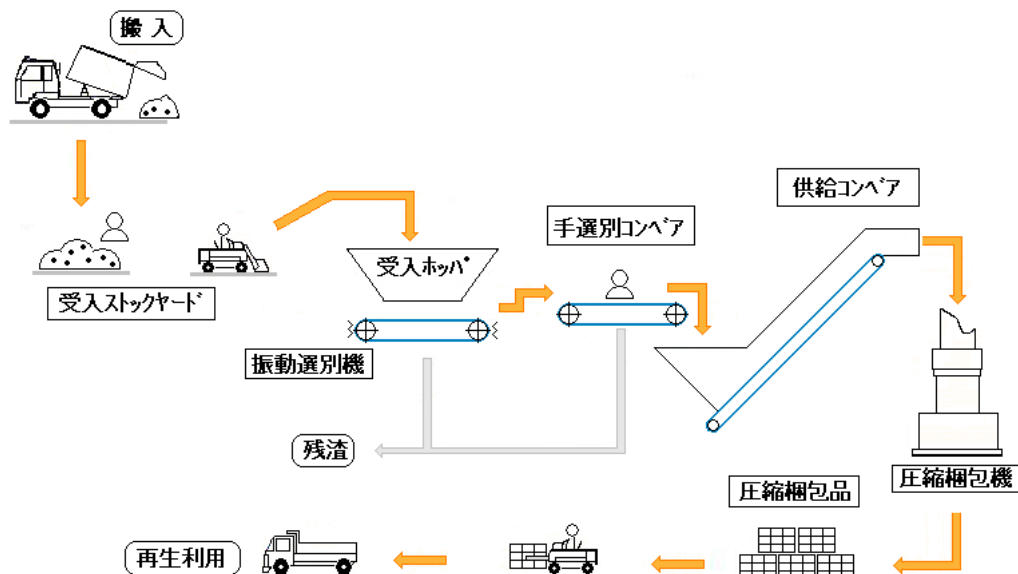 搬 入
供給ｺﾝﾍﾞｱ
手選別ｺﾝﾍﾞｱ
受入ﾎｯﾊﾟ
受入ｽﾄｯｸﾔｰﾄﾞ
振動選別機
残渣
圧縮梱包機
圧縮梱包品
再生利用